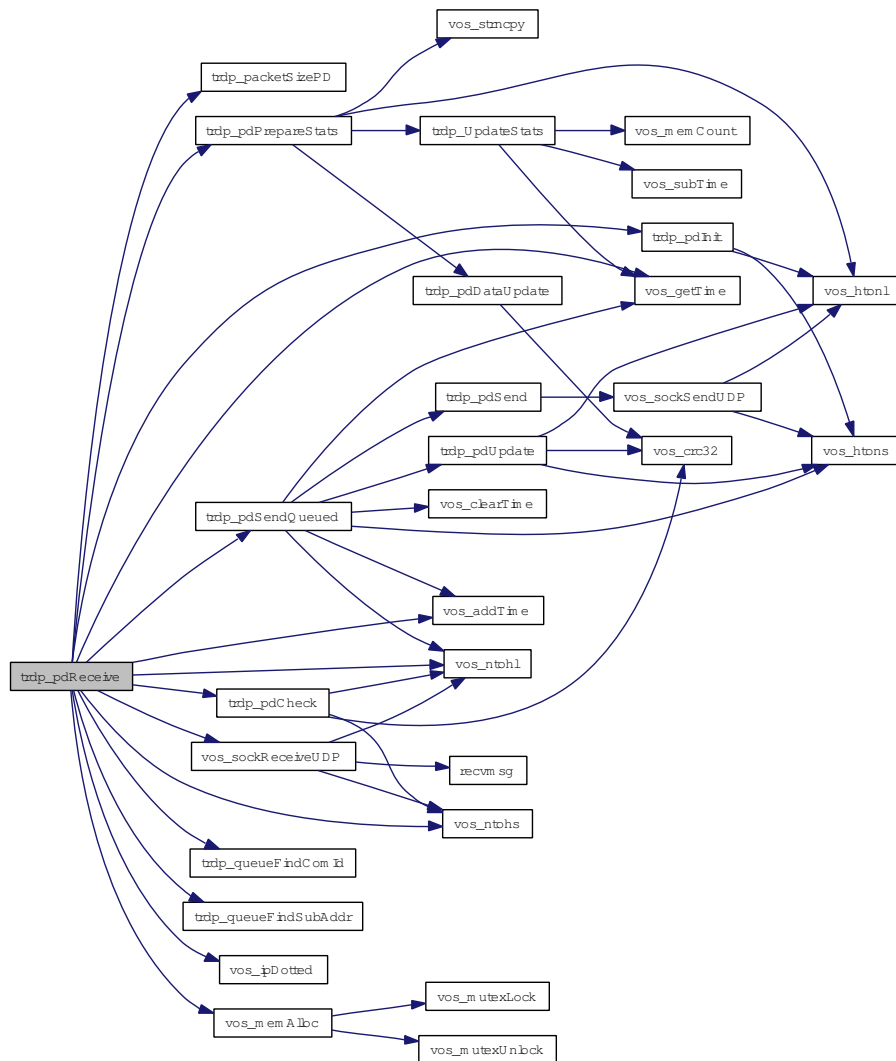 vos_strncpy
trdp_packetSizePD
trdp_pdPrepareStats
trdp_UpdateStats
vos_memCount
vos_subTime
trdp_pdInit
trdp_pdDataUpdate
vos_getTime
vos_htonl
trdp_pdSend
vos_sockSendUDP
trdp_pdUpdate
vos_crc32
vos_htons
trdp_pdSendQueued
vos_clearTime
vos_addTime
vos_ntohl
trdp_pdReceive
trdp_pdCheck
vos_sockReceiveUDP
recvmsg
vos_ntohs
trdp_queueFindComId
trdp_queueFindSubAddr
vos_ipDotted
vos_mutexLock
vos_memAlloc
vos_mutexUnlock